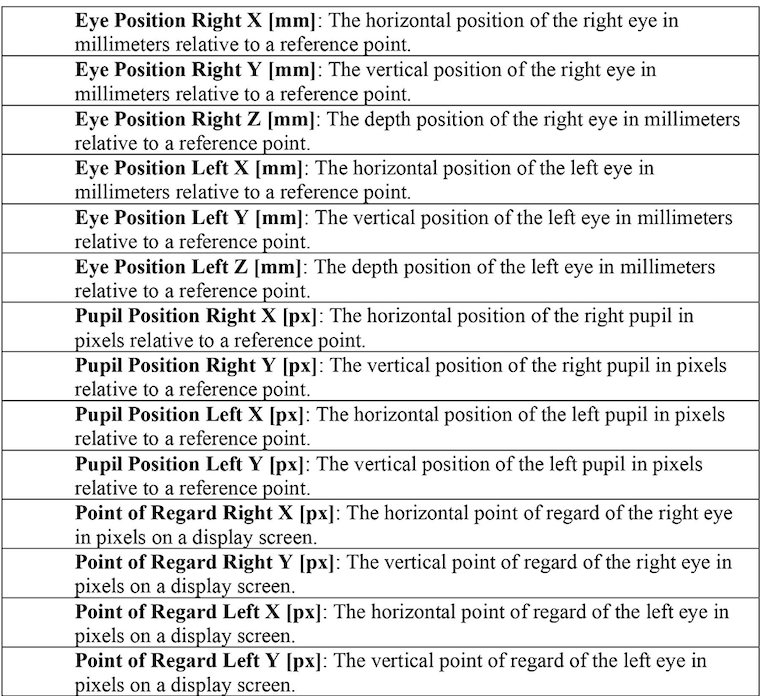 Eye Position Right X [mm]: The horizontal position of the right eye in
millimeters relative to a reference point.
Eye Position Right Y [mm]: The vertical position of the right eye in
millimeters relative to a reference point.
Eye Position Right Z [mm]: The depth position of the right eye in millimeters
relative to a reference point.
Eye Position Left X [mm]: The horizontal position of the left eye in
millimeters relative to a reference point.
Eye Position Left Y [mm]: The vertical position of the left eye in millimeters
relative to a reference point.
Eye Position Left Z [mm]: The depth position of the left eye in millimeters
relative to a reference point.
Pupil Position Right X [px]: The horizontal position of the right pupil in
pixels relative to a reference point.
Pupil Position Right Y [px]: The vertical position of the right pupil in pixels
relative to a reference point.
Pupil Position Left X [px]: The horizontal position of the left pupil in pixels
relative to a reference point.
Pupil Position Left Y [px]: The vertical position of the left pupil in pixels
relative to a reference point.
Point of Regard Right X [px]: The horizontal point of regard of the right eye
in pixels on a display screen.
Point of Regard Right Y [px]: The vertical point of regard of the right eye in
pixels on a display screen.
Point of Regard Left X [px]: The horizontal point of regard of the left eye in
pixels on a display screen.
Point of Regard Left Y [px]: The vertical point of regard of the left eye in
pixels on a display screen.